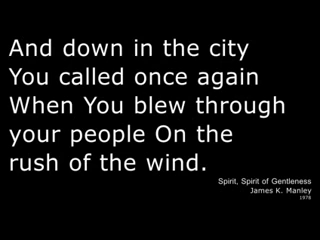 And down in the city
You called once again
When You blew through
your people On the
rush of the wind.
Spirit, Spirit of Gentleness
James K. Manley
1978